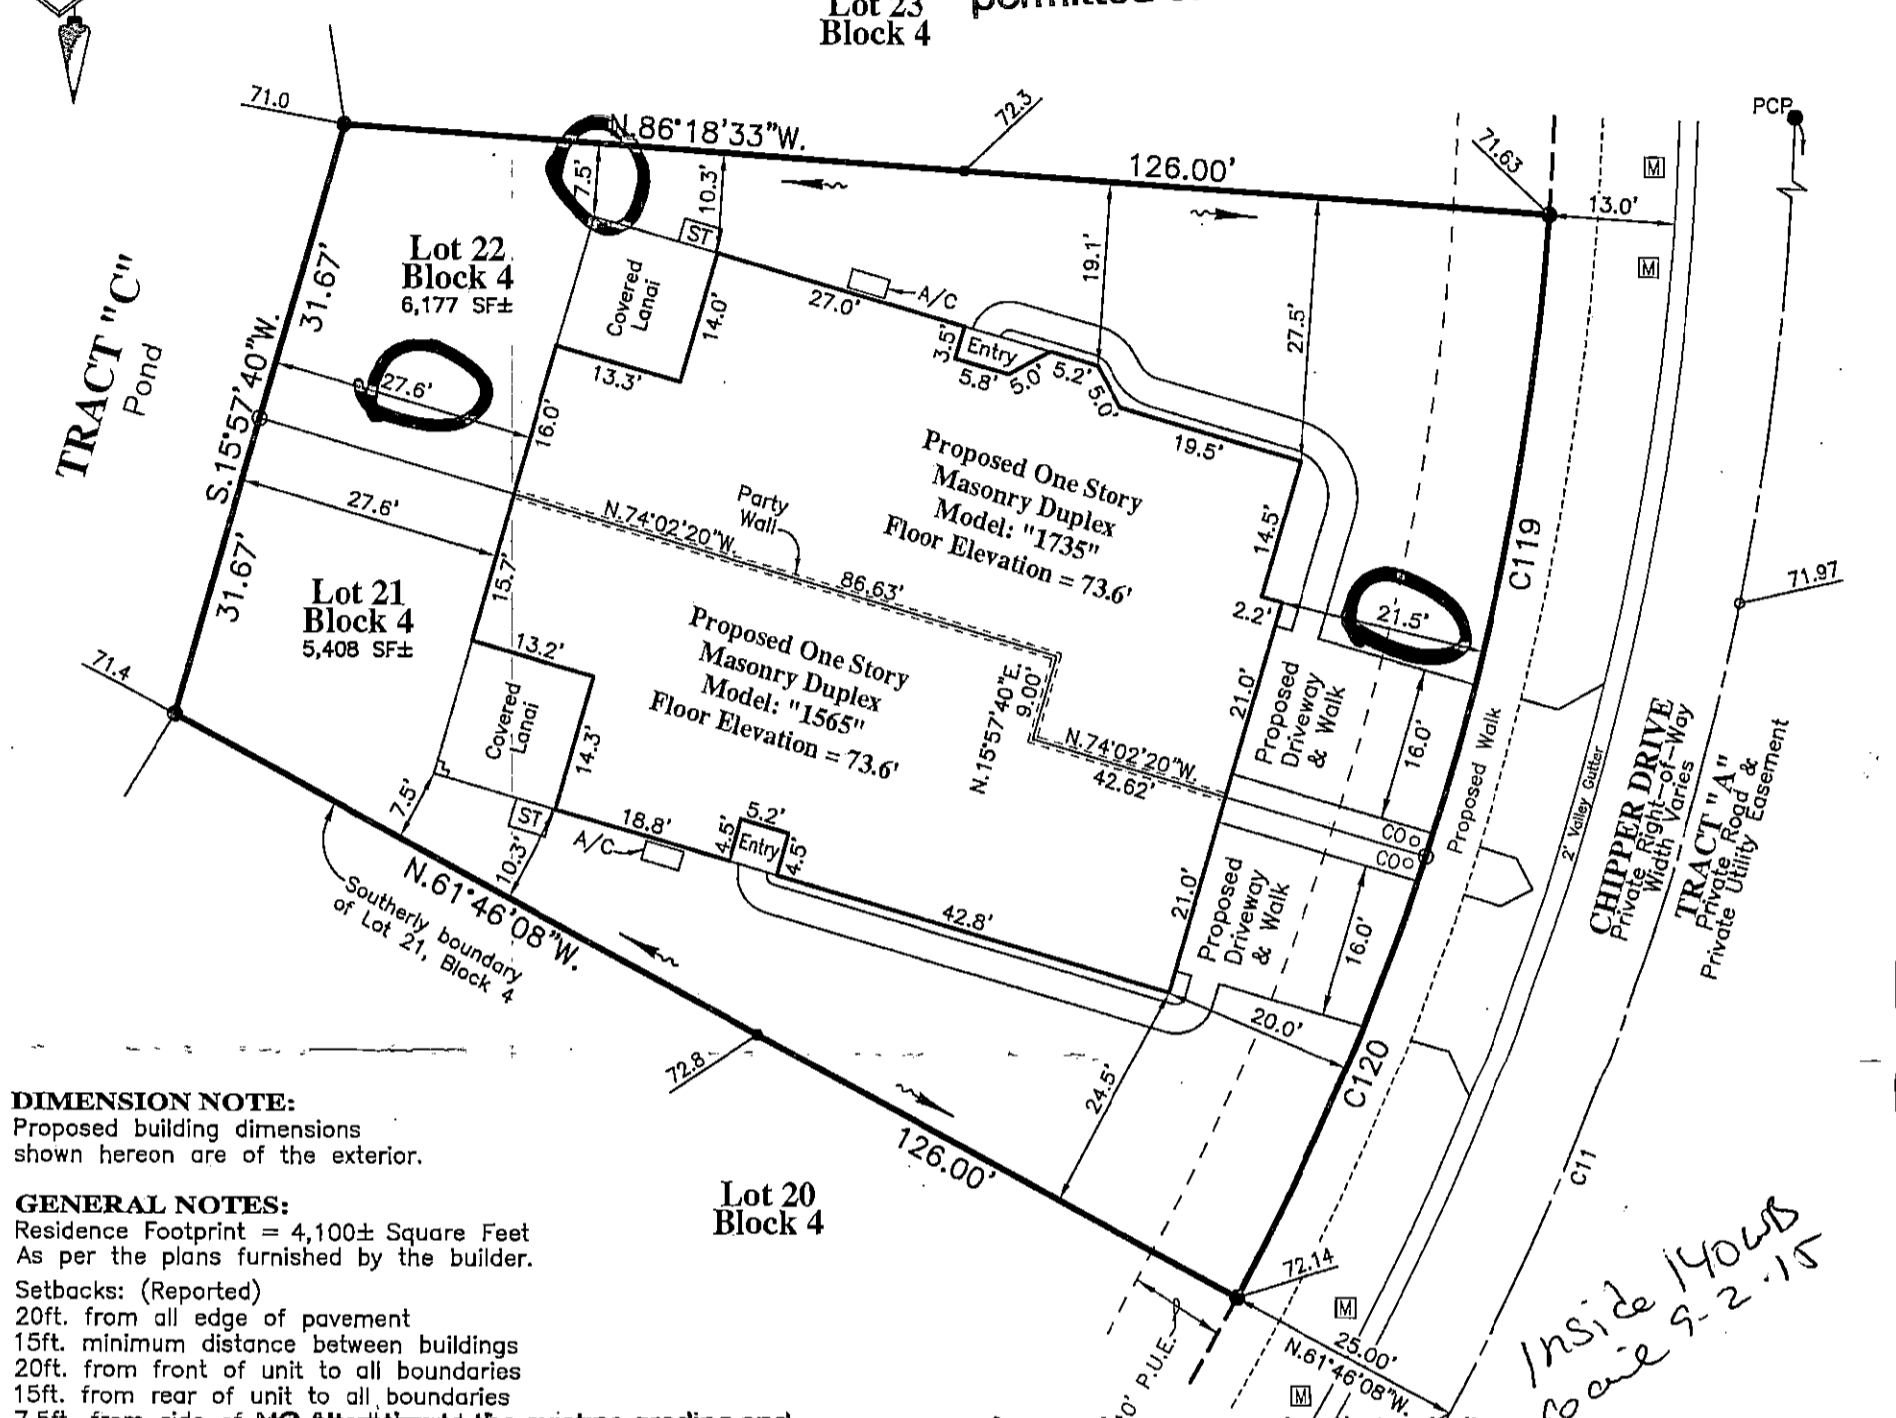 Lot 23
Block 4
permitted
71.0
N.86°18'33"W.
126.00'
72.3
71.63
PCP
M
13.0'
M
7.5'
10.3'
ST
19.1'
27.5'
TRACT "C"
Pond
31.67'
S.15°57'40"W.
Lot 22
Block 4
6,177 SF±
Covered
Lanai
14.0'
13.3'
27.0'
A/C
3.5'
Entry
5.8'
5.0'
5.2'
5.0'
19.5'
27.6'
16.0'
Proposed One Story
Masonry Duplex
Model: "1735"
Floor Elevation = 73.6'
14.5'
2.2'
21.5'
C119
71.97
27.6'
Party
Wall
N.74°02'20"W.
86.63'
31.67'
Lot 21
Block 4
5,408 SF±
15.7'
13.2'
Covered
Lanai
14.3'
Proposed One Story
Masonry Duplex
Model: "1565"
Floor Elevation = 73.6'
N.15°57'40"E.
9.00'
N.74°02'20"W.
42.62'
21.0'
Proposed
Driveway
& Walk
16.0'
Proposed Walk
2' Valley Gutter
CHIPPER DRIVE
Private Right-of-Way
Width Varies
TRACT "A"
Private Road &
Private Utility Easement
71.4
7.5'
ST
10.3'
18.8'
A/C
4.5'
5.2'
Entry
4.5'
42.8'
21.0'
Proposed
Driveway
& Walk
CO
CO
16.0'
20.0'
C120
N.61°46'08"W.
Southerly boundary
of Lot 21, Block 4
72.8
24.5'
126.00'
C11
DIMENSION NOTE:
Proposed building dimensions
shown hereon are of the exterior.
GENERAL NOTES:
Residence Footprint = 4,100± Square Feet
As per the plans furnished by the builder.
Setbacks: (Reported)
20ft. from all edge of pavement
15ft. minimum distance between buildings
20ft. from front of unit to all boundaries
15ft. from rear of unit to all boundaries
7.5ft. from side of
Lot 20
Block 4
72.14
M
25.00'
N.61°46'08"W.
M
0' P.U.E.
Inside 140 WB
9-2-15